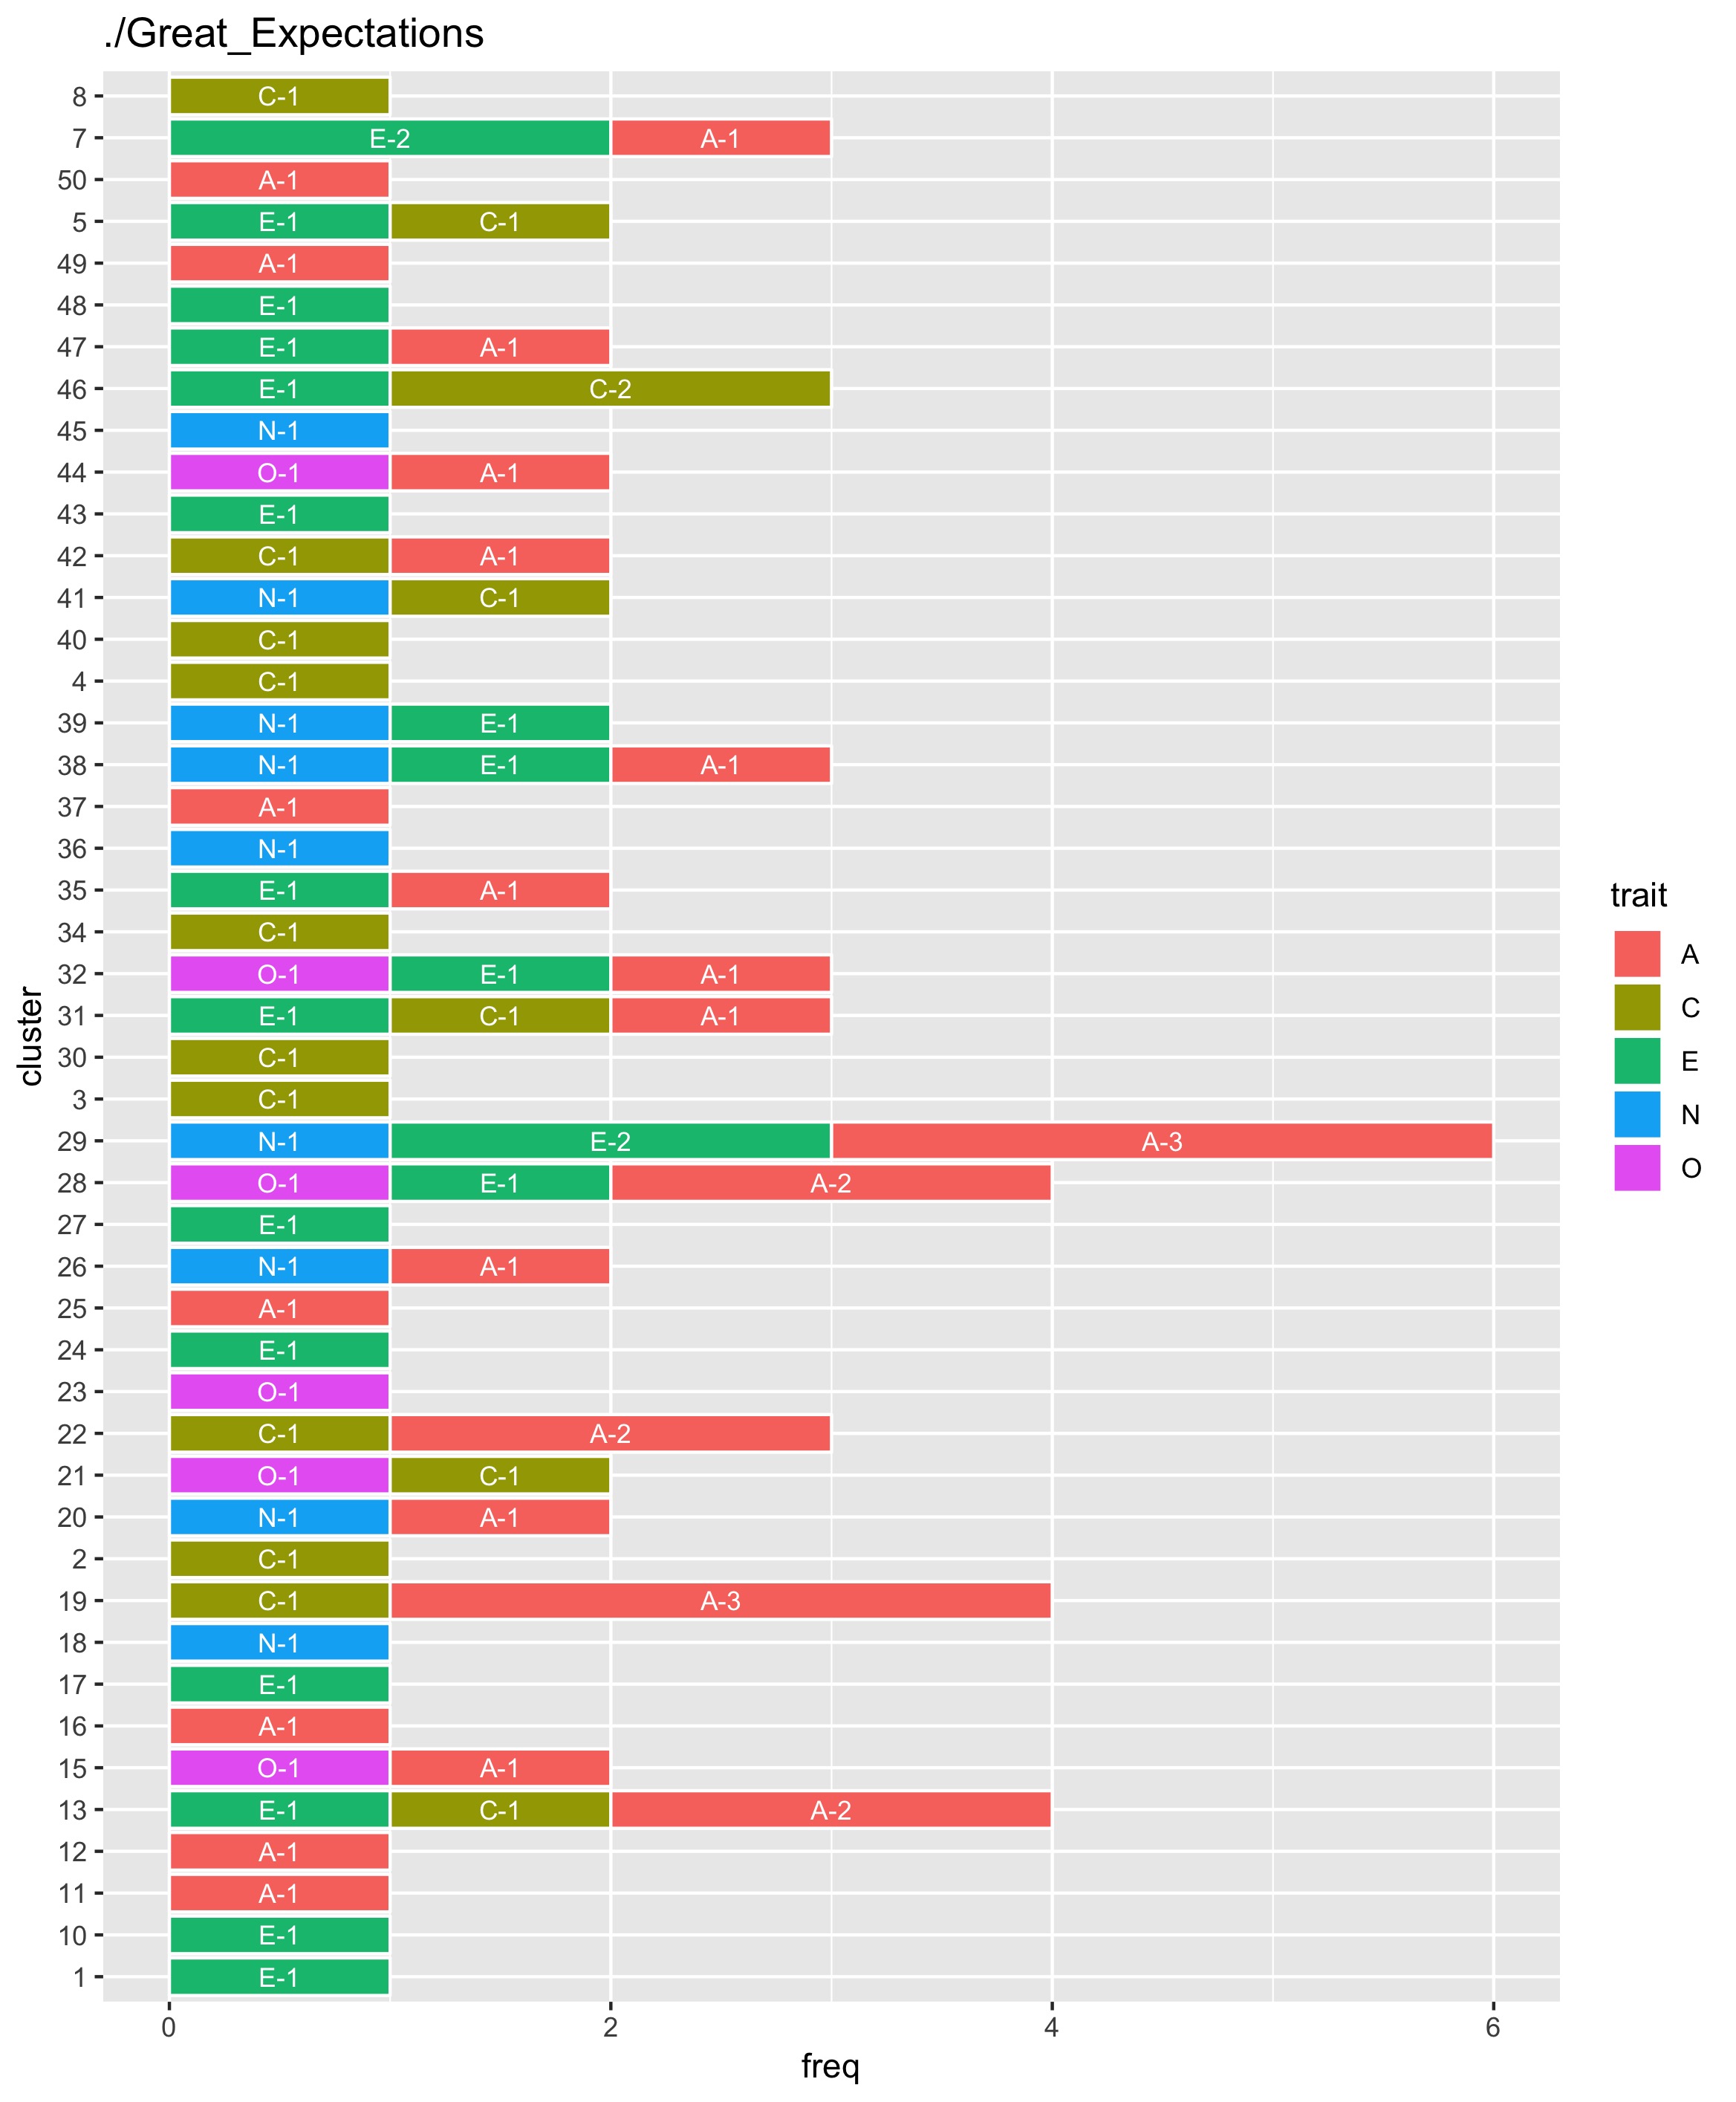 ./Great_Expectations
8 C-1
7 E-2 A-1
50 A-1
5 E-1 C-1
49 A-1
48 E-1
47 E-1 A-1
46 E-1 C-2
45 N-1
44 O-1 A-1
43 E-1
42 C-1 A-1
41 N-1 C-1
40 C-1
4 C-1
39 N-1 E-1
38 N-1 E-1 A-1
37 A-1
36 N-1
35 E-1 A-1
34 C-1
32 O-1 E-1 A-1
31 E-1 C-1 A-1
30 C-1
3 C-1
29 N-1 E-2 A-3
28 O-1 E-1 A-2
27 E-1
26 N-1 A-1
25 A-1
24 E-1
23 O-1
22 C-1 A-2
21 O-1 C-1
20 N-1 A-1
2 C-1
19 C-1 A-3
18 N-1
17 E-1
16 A-1
15 O-1 A-1
13 E-1 C-1 A-2
12 A-1
11 A-1
10 E-1
1 E-1
0 2 4 6
freq
cluster
trait
A
C
E
N
O